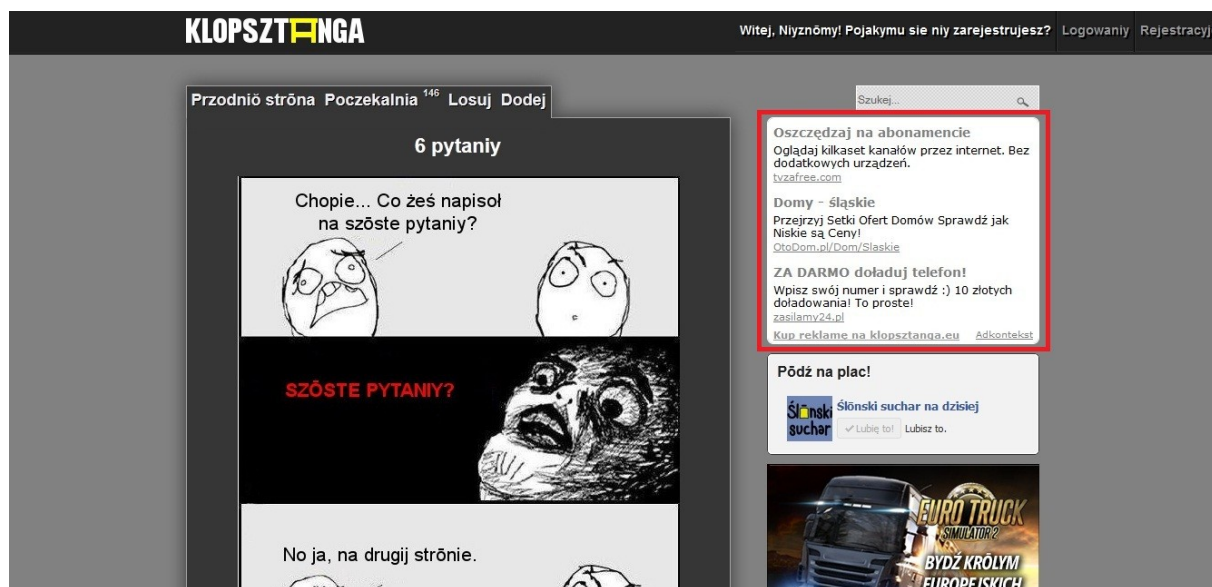 KLOPSZTANGA
Witej, Niyznōmy! Pojakymu sie niy zarejestrujesz? Logowaniy Rejestracyj
Przodniŏ strōna Poczekalnia 146 Losuj Dodej
Szukej...
6 pytaniy
Chopie... Co żeś napisoł
na szōste pytaniy?
SZŌSTE PYTANIY?
No ja, na drugij strōnie.
Oszczędzaj na abonamencie
Oglądaj kilkaset kanałów przez internet. Bez
dodatkowych urządzeń.
tvzafree.com
Domy - śląskie
Przejrzyj Setki Ofert Domów Sprawdź jak
Niskie są Ceny!
OtoDom.pl/Dom/Slaskie
ZA DARMO doładuj telefon!
Wpisz swój numer i sprawdź :) 10 złotych
doładowania! To proste!
zasilamy24.pl
Kup reklame na klopsztanga.eu Adkontekst
Pōdź na plac!
Ślōnski
suchar
Ślōnski suchar na dzisiej
Lubię to! Lubisz to.
EURO TRUCK
SIMULATOR 2
BYDŹ KRŌLYM
EUROPEJSKICH